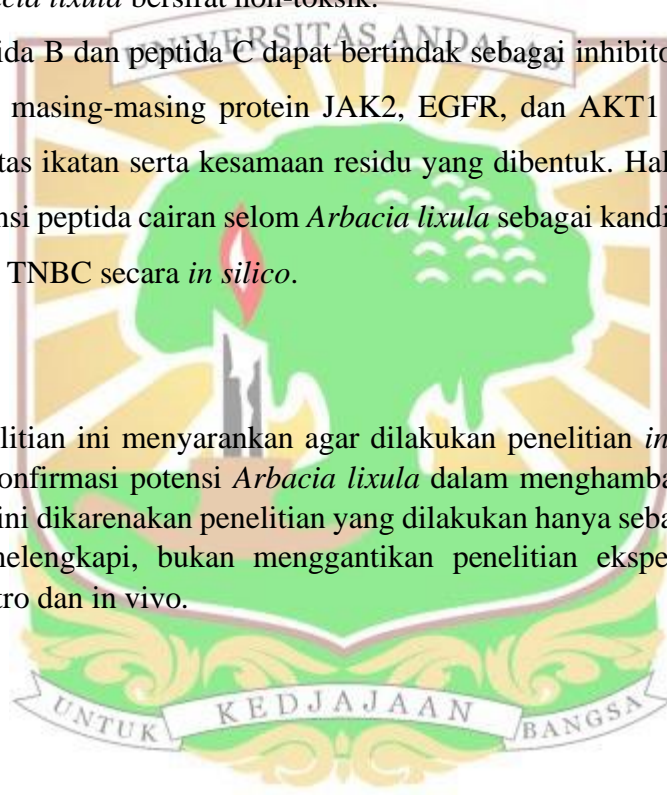 cia lixula bersifat non-toksik.
UNIVERSITAS ANDALAS
ida B dan peptida C dapat bertindak sebagai inhibito
masing-masing protein JAK2, EGFR, dan AKT1
tas ikatan serta kesamaan residu yang dibentuk. Hal
nsi peptida cairan selom Arbacia lixula sebagai kandi
TNBC secara in silico.
litian ini menyarankan agar dilakukan penelitian in
onfirmasi potensi Arbacia lixula dalam menghamba
ini dikarenakan penelitian yang dilakukan hanya seba
nelengkapi, bukan menggantikan penelitian ekspe
tro dan in vivo.
UNTUK KEDJAJAAN BANGSA